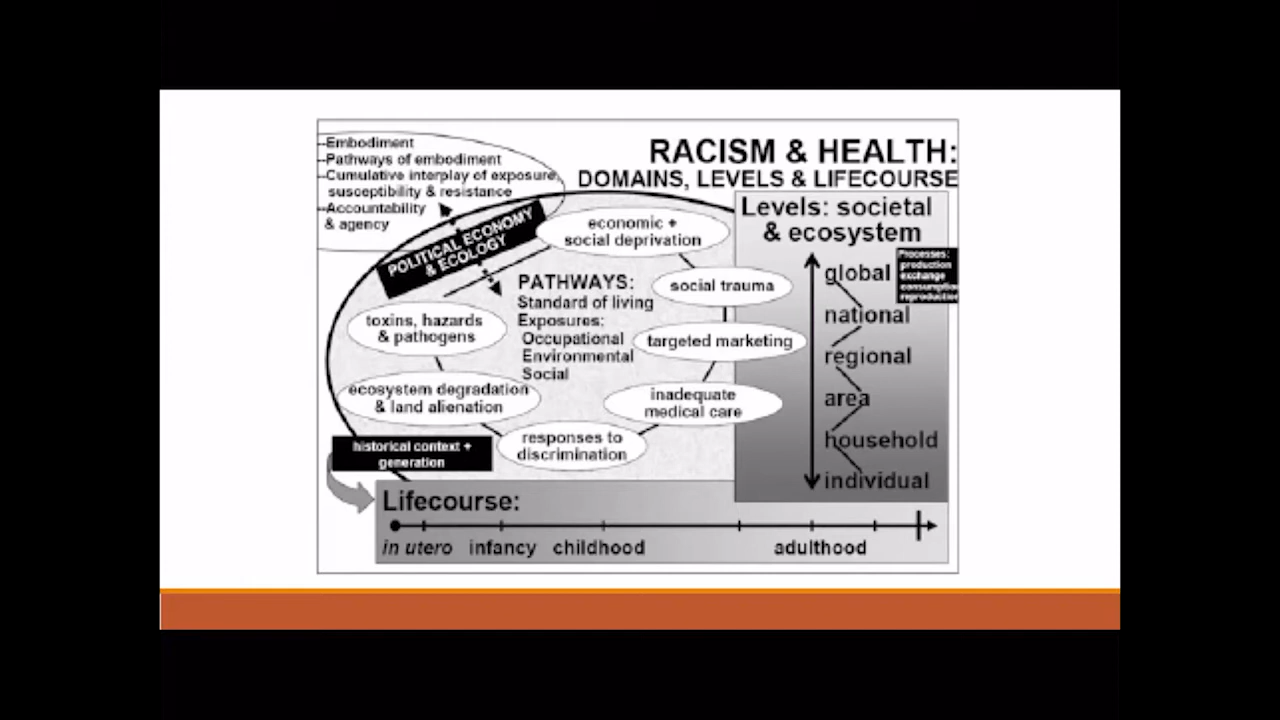 -Embodiment
-Pathways of embodiment
-Cumulative interplay of exposure,
susceptibility & resistance
-Accountability
& agency
RACISM & HEALTH:
DOMAINS, LEVELS & LIFECOURSE
POLITICAL ECONOMY
& ECOLOGY
economic +
social deprivation
social trauma
targeted marketing
inadequate
medical care
responses to
discrimination
ecosystem degradation
& land alienation
toxins, hazards
& pathogens
PATHWAYS:
Standard of living
Exposures:
Occupational
Environmental
Social
historical context +
generation
Levels: societal
& ecosystem
global
national
regional
area
household
individual
Processes:
production
exchange
consumption
reproduction
Lifecourse:
in utero infancy childhood adulthood